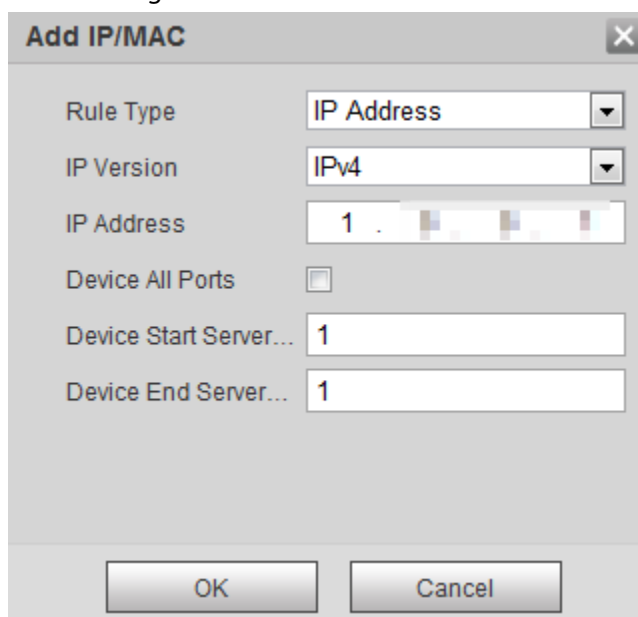 Add IP/MAC
Rule Type IP Address
IP Version IPv4
IP Address 1 .
Device All Ports
Device Start Server... 1
Device End Server... 1
OK Cancel